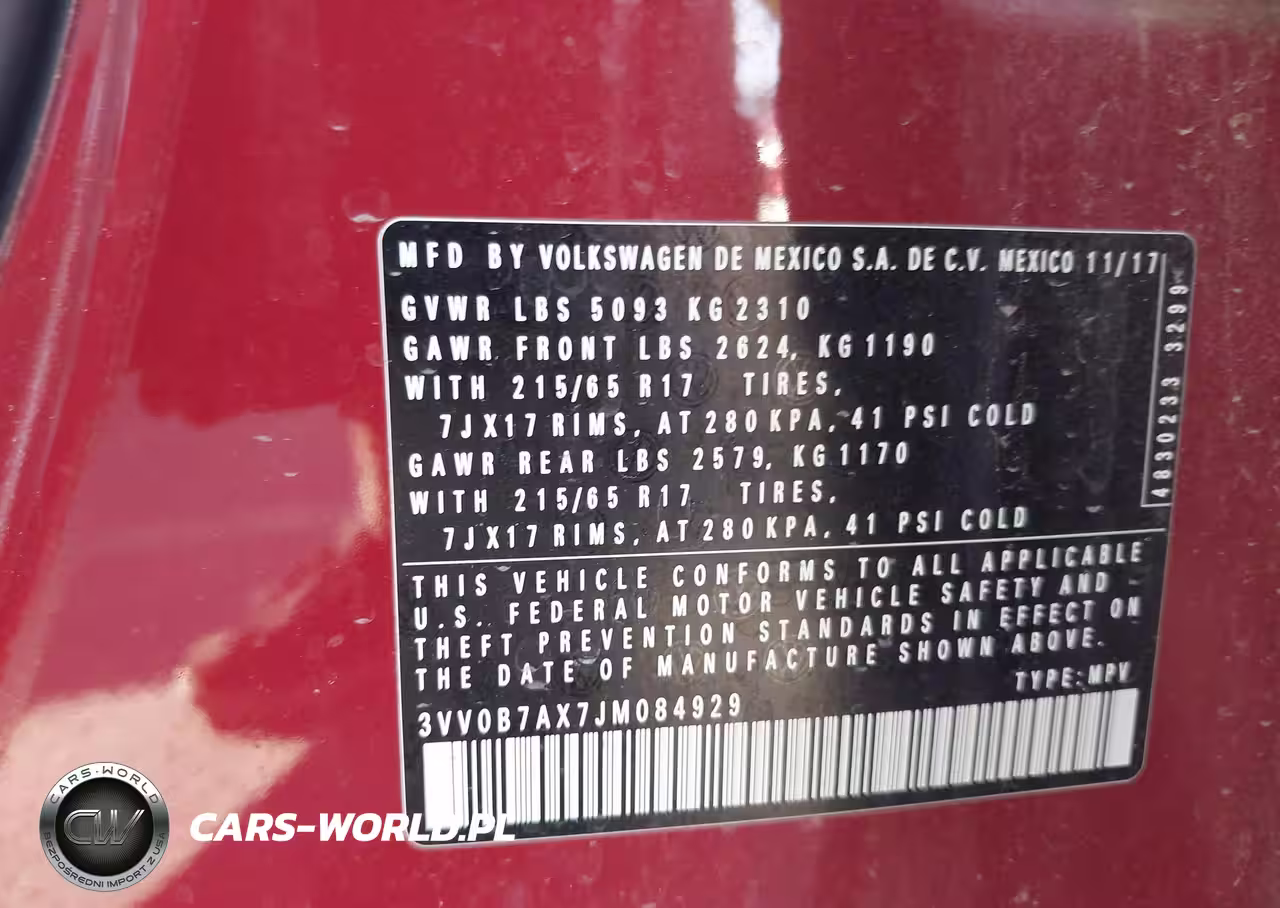 MFD BY VOLKSWAGEN DE MEXICO S.A. DE C.V. MEXICO 11/17
GVWR LBS 5093 KG 2310
GAWR FRONT LBS 2624, KG 1190
WITH 215/65 R17 TIRES,
7JX17 RIMS, AT 280 KPA, 41 PSI COLD
GAWR REAR LBS 2579, KG 1170
WITH 215/65 R17 TIRES,
7JX17 RIMS, AT 280 KPA, 41 PSI COLD
4830233 3299
THIS VEHICLE CONFORMS TO ALL APPLICABLE
U.S. FEDERAL MOTOR VEHICLE SAFETY AND
THEFT PREVENTION STANDARDS IN EFFECT ON
THE DATE OF MANUFACTURE SHOWN ABOVE.
TYPE: MPV
3VV0B7AX7JM084929
CARS-WORLD
CW
BEZPOŚREDNI IMPORT Z USA
CARS-WORLD.PL